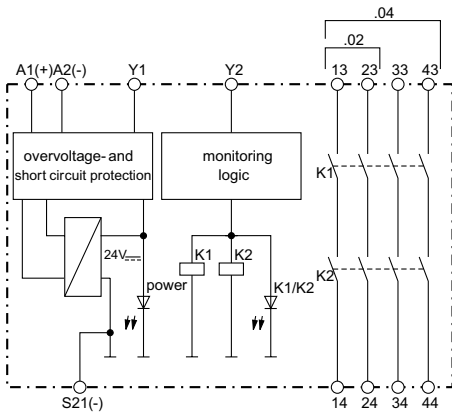 .04
.02
A1(+) A2(-) Y1 Y2 13 23 33 43
overvoltage- and
short circuit protection
monitoring
logic
K1
24V
K1 K2
K2
power
K1/K2
S21(-)
14 24 34 44